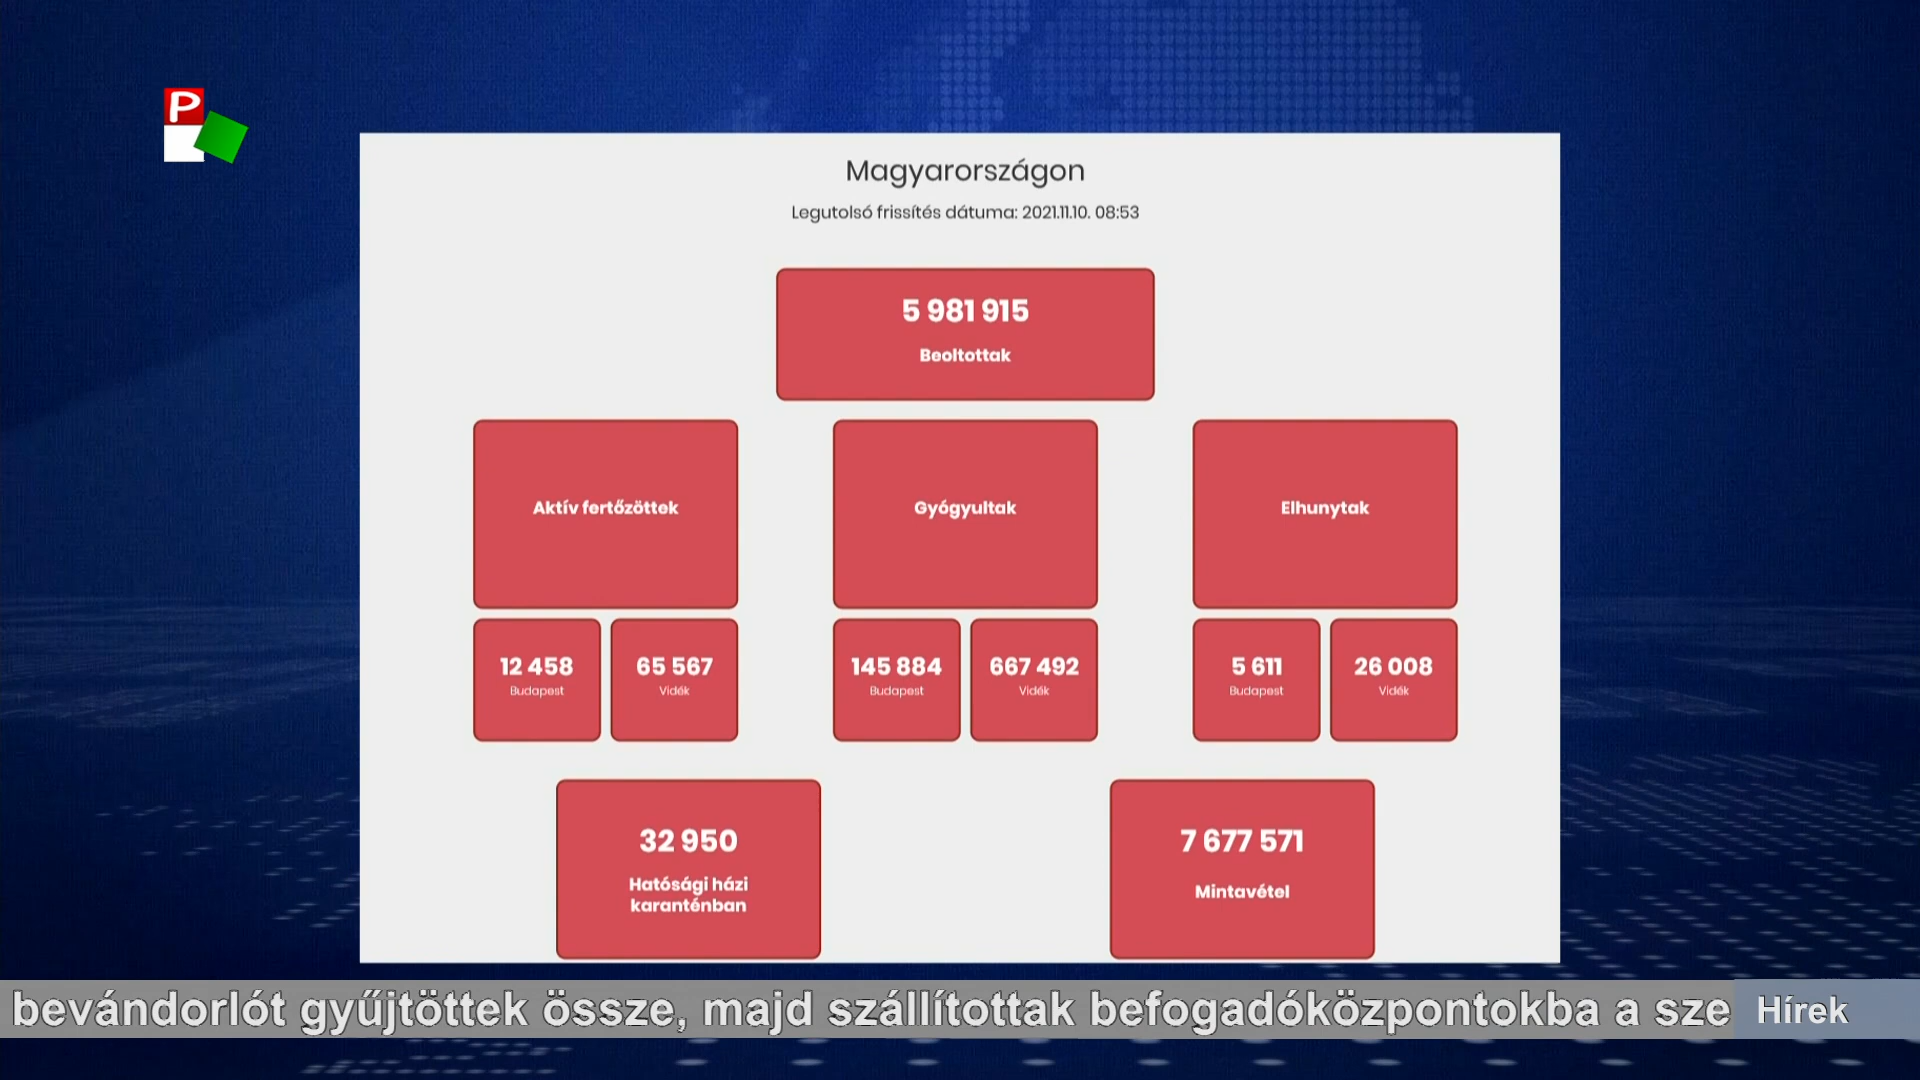 P
Magyarországon
Legutolsó frissítés dátuma: 2021.11.10. 08:53
5 981 915
Beoltottak
Aktív fertőzöttek
Gyógyultak
Elhunytak
12 458
Budapest
65 567
Vidék
145 884
Budapest
667 492
Vidék
5 611
Budapest
26 008
Vidék
32 950
Hatósági házi
karanténban
7 677 571
Mintavétel
bevándorlót gyűjtöttek össze, majd szállítottak befogadóközpontokba a sze
Hírek